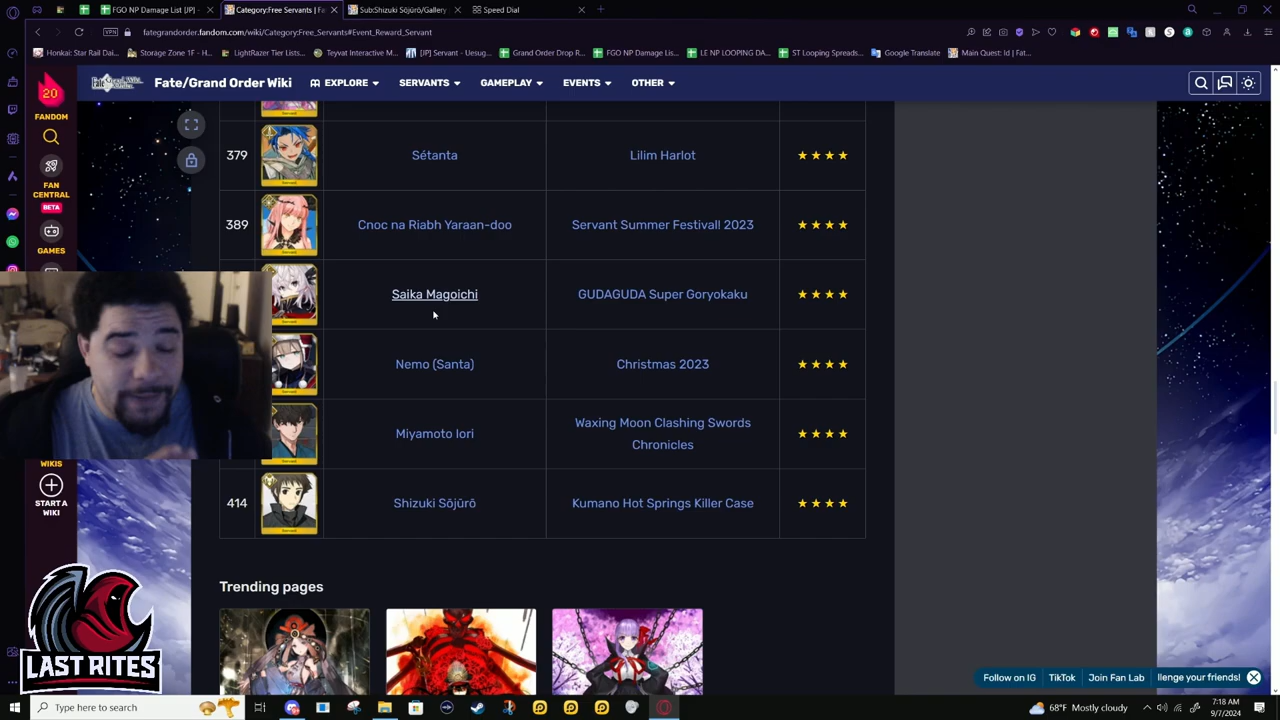 FGO NP Damage List [JP]
Category:Free Servants | Fa
Sub:Shizuki Sōjūrō/Gallery
Speed Dial
VPN
fategrandorder.fandom.com/wiki/Category:Free_Servants#Event_Reward_Servant
Honkai: Star Rail Dai...
Storage Zone 1F - H...
LightRazer Tier Lists...
Teyvat Interactive M...
[JP] Servant - Uesug...
Grand Order Drop R...
FGO NP Damage Lis...
LE NP LOOPING DA...
ST Looping Spreads...
Google Translate
Main Quest: Id | Fat...
20
FANDOM
Fate/Grand Order Wiki
EXPLORE
SERVANTS
GAMEPLAY
EVENTS
OTHER
FAN
CENTRAL
BETA
GAMES
379
Sétanta
Lilim Harlot
★ ★ ★ ★
389
Cnoc na Riabh Yaraan-doo
Servant Summer Festival! 2023
★ ★ ★ ★
Saika Magoichi
GUDAGUDA Super Goryokaku
★ ★ ★ ★
Nemo (Santa)
Christmas 2023
★ ★ ★ ★
Miyamoto Iori
Waxing Moon Clashing Swords
Chronicles
★ ★ ★ ★
414
Shizuki Sōjūrō
Kumano Hot Springs Killer Case
★ ★ ★ ★
WIKIS
START A
WIKI
Trending pages
LAST RITES
Follow on IG
TikTok
Join Fan Lab
llenge your friends!
Type here to search
68°F Mostly cloudy
7:18 AM
9/7/2024